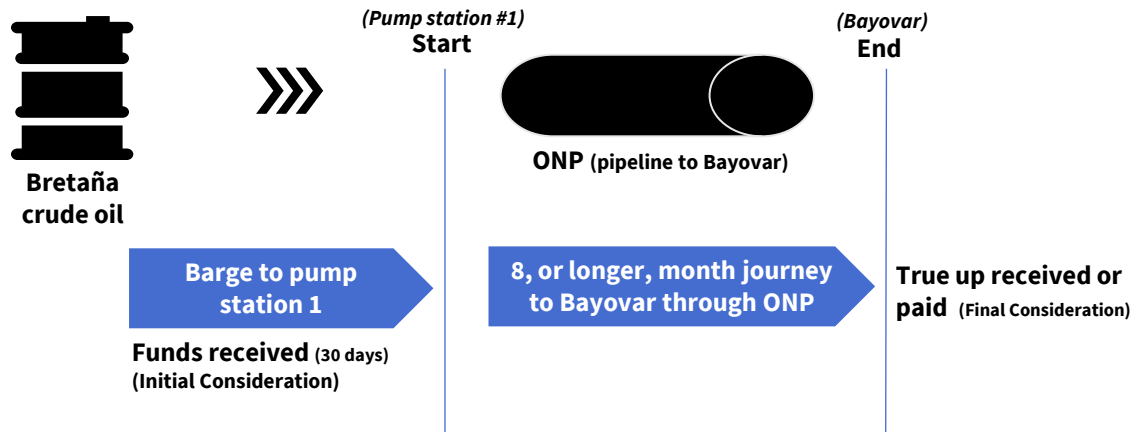 (Pump station #1)
Start
(Bayovar)
End
Bretaña
crude oil
ONP (pipeline to Bayovar)
Barge to pump
station 1
8, or longer, month journey
to Bayovar through ONP
True up received or
paid (Final Consideration)
Funds received (30 days)
(Initial Consideration)